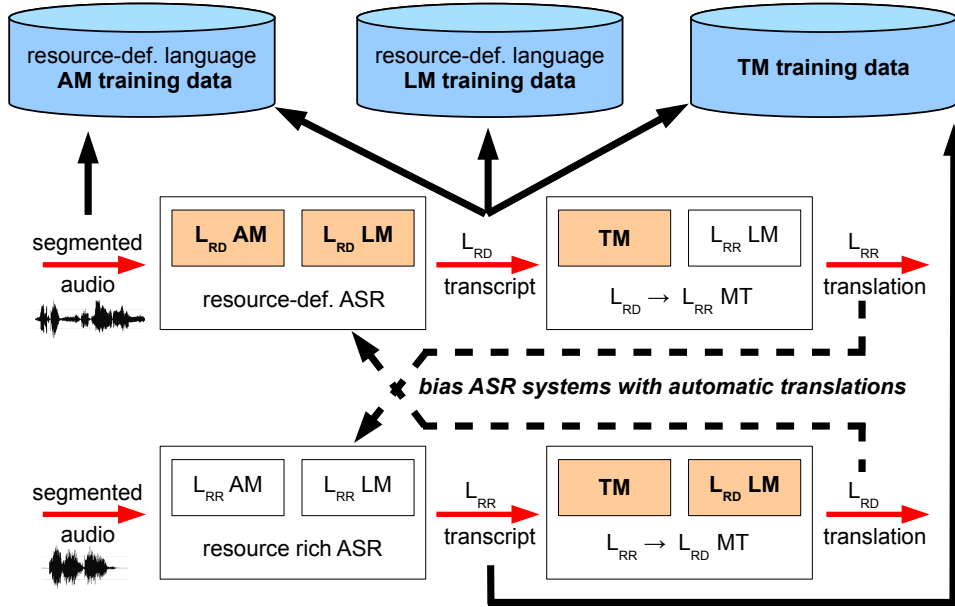 resource-def. language
AM training data
resource-def. language
LM training data
TM training data
segmented
audio
L_RD AM
L_RD LM
resource-def. ASR
L_RD
transcript
TM
L_RR LM
L_RD → L_RR MT
L_RR
translation
bias ASR systems with automatic translations
segmented
audio
L_RR AM
L_RR LM
resource rich ASR
L_RR
transcript
TM
L_RD LM
L_RR → L_RD MT
L_RD
translation